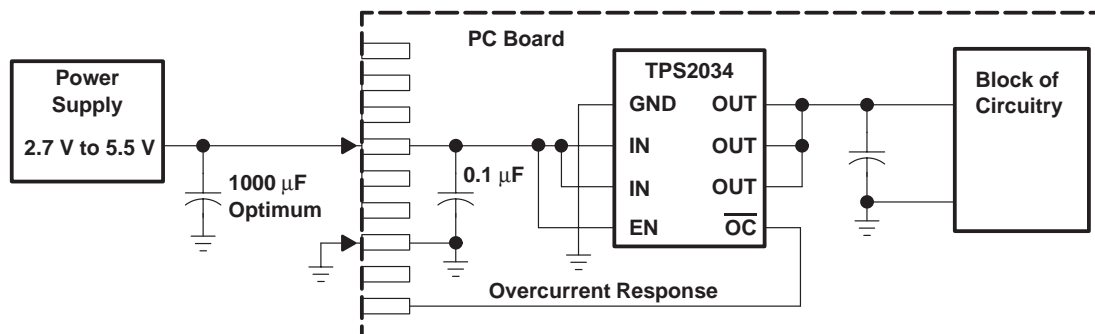 PC Board
Power
Supply
2.7 V to 5.5 V
1000 μF
Optimum
0.1 μF
TPS2034
GND OUT
IN OUT
IN OUT
EN O̅C̅
Block of
Circuitry
Overcurrent Response